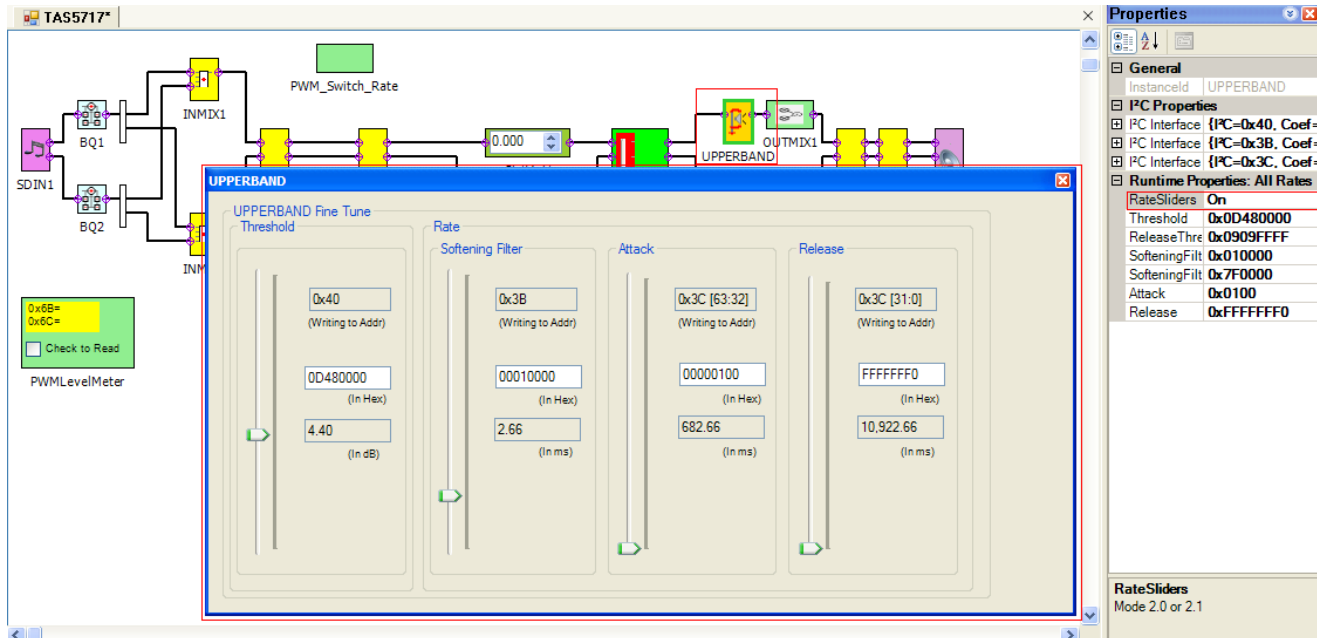 TAS5717*
PWM_Switch_Rate
INMIX1
BQ1
SDIN1
BQ2
0.000
UPPERBAND
OUTMIX1
0x6B=
0x6C=
Check to Read
PWMLevelMeter
UPPERBAND
UPPERBAND Fine Tune
Threshold
0x40
(Writing to Addr)
0D480000
(In Hex)
4.40
(In dB)
Rate
Softening Filter
0x3B
(Writing to Addr)
00010000
(In Hex)
2.66
(In ms)
Attack
0x3C [63:32]
(Writing to Addr)
00000100
(In Hex)
682.66
(In ms)
Release
0x3C [31:0]
(Writing to Addr)
FFFFFFF0
(In Hex)
10,922.66
(In ms)
Properties
General
InstanceId UPPERBAND
I²C Properties
I²C Interface {I²C=0x40, Coef=
I²C Interface {I²C=0x3B, Coef=
I²C Interface {I²C=0x3C, Coef=
Runtime Properties: All Rates
RateSliders On
Threshold 0x0D480000
ReleaseThre 0x0909FFFF
SofteningFilt 0x010000
SofteningFilt 0x7F0000
Attack 0x0100
Release 0xFFFFFFF0
RateSliders
Mode 2.0 or 2.1